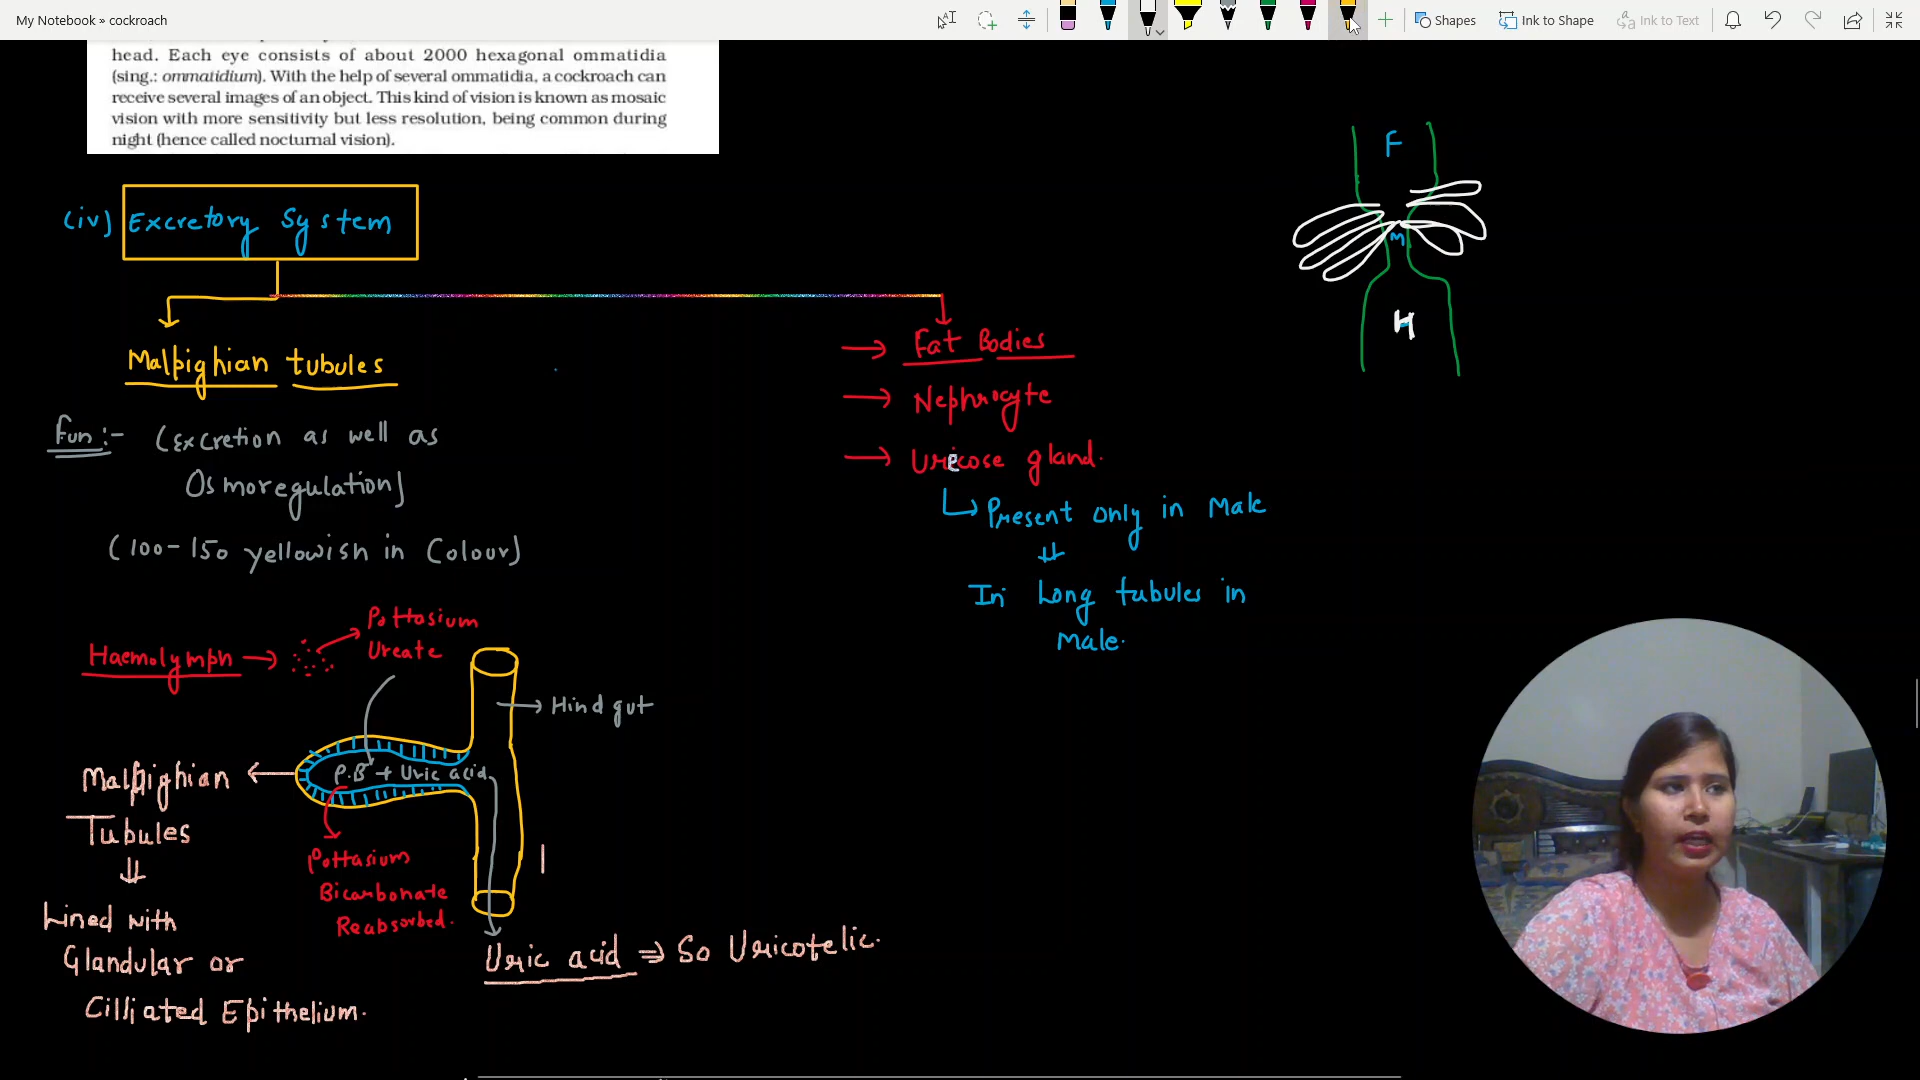 My Notebook » cockroach
Shapes
Ink to Shape
Ink to Text
head. Each eye consists of about 2000 hexagonal ommatidia
(sing.: ommatidium). With the help of several ommatidia, a cockroach can
receive several images of an object. This kind of vision is known as mosaic
vision with more sensitivity but less resolution, being common during
night (hence called nocturnal vision).
(iv) Excretory System
Malpighian tubules
Fun:- (Excretion as well as
Osmoregulation)
(100-150 yellowish in Colour)
Haemolymph
Pottasium
Ureate
Hind gut
P.B + Uric acid
Malpighian
Tubules
Lined with
Glandular or
Cilliated Epithelium.
Pottasium
Bicarbonate
Reabsorbed.
Uric acid ⇒ So Uricotelic.
Fat Bodies
Nephrocyte
Urecose gland.
Present only in Male
In Long tubules in
Male.
F
M
H